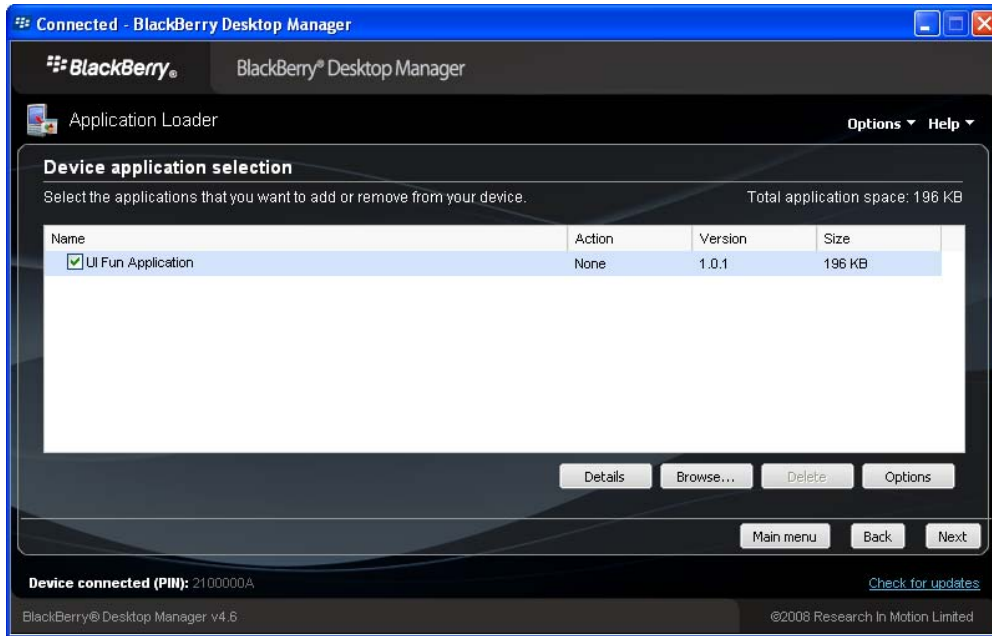 Connected - BlackBerry Desktop Manager
BlackBerry® BlackBerry® Desktop Manager
Application Loader Options Help
Device application selection
Select the applications that you want to add or remove from your device. Total application space: 196 KB
Name Action Version Size
UI Fun Application None 1.0.1 196 KB
Details Browse... Delete Options
Main menu Back Next
Device connected (PIN): 2100000A Check for updates
BlackBerry® Desktop Manager v4.6 ©2008 Research In Motion Limited